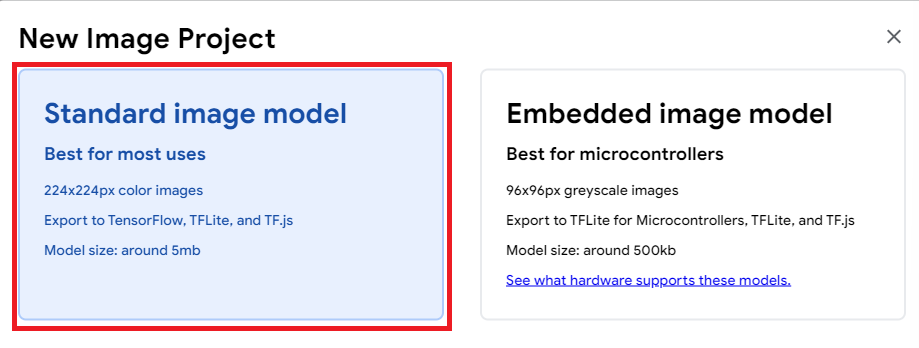 New Image Project
Standard image model
Best for most uses
224x224px color images
Export to TensorFlow, TFLite, and TF.js
Model size: around 5mb
Embedded image model
Best for microcontrollers
96x96px greyscale images
Export to TFLite for Microcontrollers, TFLite, and TF.js
Model size: around 500kb
See what hardware supports these models.